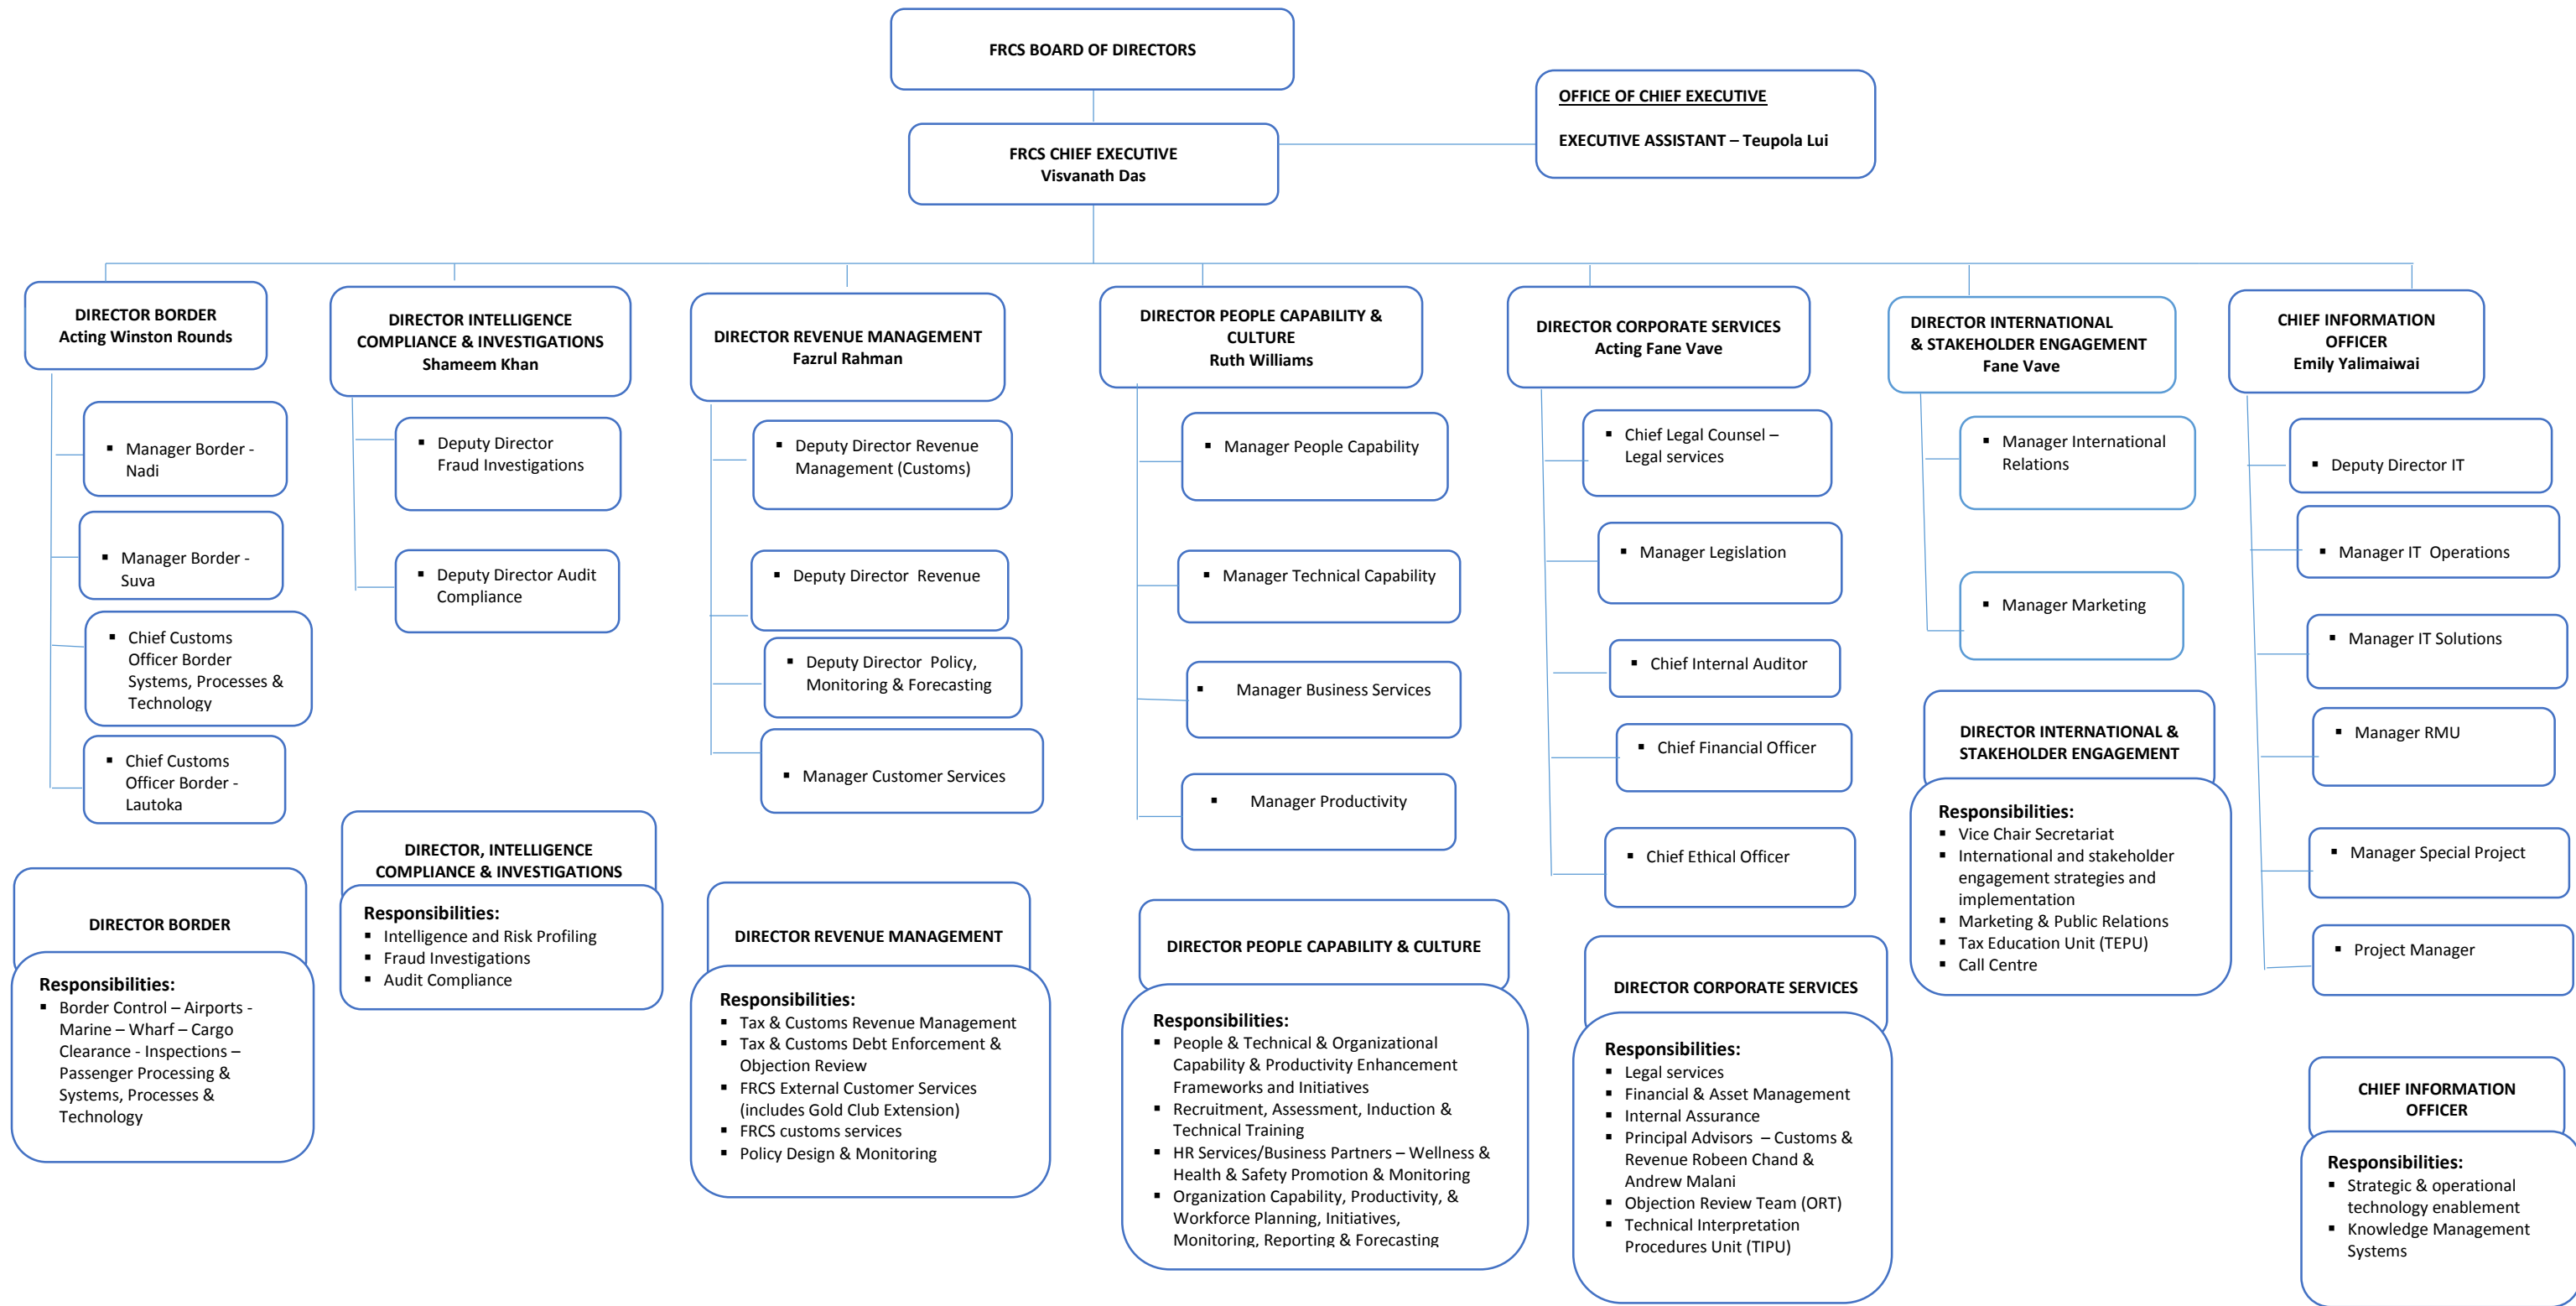 FRCS BOARD OF DIRECTORS
OFFICE OF CHIEF EXECUTIVE
EXECUTIVE ASSISTANT – Teupola Lui
FRCS CHIEF EXECUTIVE
Visvanath Das
DIRECTOR BORDER
Acting Winston Rounds
▪ Manager Border -
Nadi
▪ Manager Border -
Suva
▪ Chief Customs
Officer Border
Systems, Processes &
Technology
▪ Chief Customs
Officer Border -
Lautoka
DIRECTOR BORDER
Responsibilities:
▪ Border Control – Airports -
Marine – Wharf – Cargo
Clearance - Inspections –
Passenger Processing &
Systems, Processes &
Technology
DIRECTOR INTELLIGENCE
COMPLIANCE & INVESTIGATIONS
Shameem Khan
▪ Deputy Director
Fraud Investigations
▪ Deputy Director Audit
Compliance
DIRECTOR, INTELLIGENCE
COMPLIANCE & INVESTIGATIONS
Responsibilities:
▪ Intelligence and Risk Profiling
▪ Fraud Investigations
▪ Audit Compliance
DIRECTOR REVENUE MANAGEMENT
Fazrul Rahman
▪ Deputy Director Revenue
Management (Customs)
▪ Deputy Director Revenue
▪ Deputy Director Policy,
Monitoring & Forecasting
▪ Manager Customer Services
DIRECTOR REVENUE MANAGEMENT
Responsibilities:
▪ Tax & Customs Revenue Management
▪ Tax & Customs Debt Enforcement &
Objection Review
▪ FRCS External Customer Services
(includes Gold Club Extension)
▪ FRCS customs services
▪ Policy Design & Monitoring
DIRECTOR PEOPLE CAPABILITY &
CULTURE
Ruth Williams
▪ Manager People Capability
▪ Manager Technical Capability
▪ Manager Business Services
▪ Manager Productivity
DIRECTOR PEOPLE CAPABILITY & CULTURE
Responsibilities:
▪ People & Technical & Organizational
Capability & Productivity Enhancement
Frameworks and Initiatives
▪ Recruitment, Assessment, Induction &
Technical Training
▪ HR Services/Business Partners – Wellness &
Health & Safety Promotion & Monitoring
▪ Organization Capability, Productivity, &
Workforce Planning, Initiatives,
Monitoring, Reporting & Forecasting
DIRECTOR CORPORATE SERVICES
Acting Fane Vave
▪ Chief Legal Counsel –
Legal services
▪ Manager Legislation
▪ Chief Internal Auditor
▪ Chief Financial Officer
▪ Chief Ethical Officer
DIRECTOR CORPORATE SERVICES
Responsibilities:
▪ Legal services
▪ Financial & Asset Management
▪ Internal Assurance
▪ Principal Advisors – Customs &
Revenue Robeen Chand &
Andrew Malani
▪ Objection Review Team (ORT)
▪ Technical Interpretation
Procedures Unit (TIPU)
DIRECTOR INTERNATIONAL
& STAKEHOLDER ENGAGEMENT
Fane Vave
▪ Manager International
Relations
▪ Manager Marketing
DIRECTOR INTERNATIONAL &
STAKEHOLDER ENGAGEMENT
Responsibilities:
▪ Vice Chair Secretariat
▪ International and stakeholder
engagement strategies and
implementation
▪ Marketing & Public Relations
▪ Tax Education Unit (TEPU)
▪ Call Centre
CHIEF INFORMATION
OFFICER
Emily Yalimaiwai
▪ Deputy Director IT
▪ Manager IT Operations
▪ Manager IT Solutions
▪ Manager RMU
▪ Manager Special Project
▪ Project Manager
CHIEF INFORMATION
OFFICER
Responsibilities:
▪ Strategic & operational
technology enablement
▪ Knowledge Management
Systems